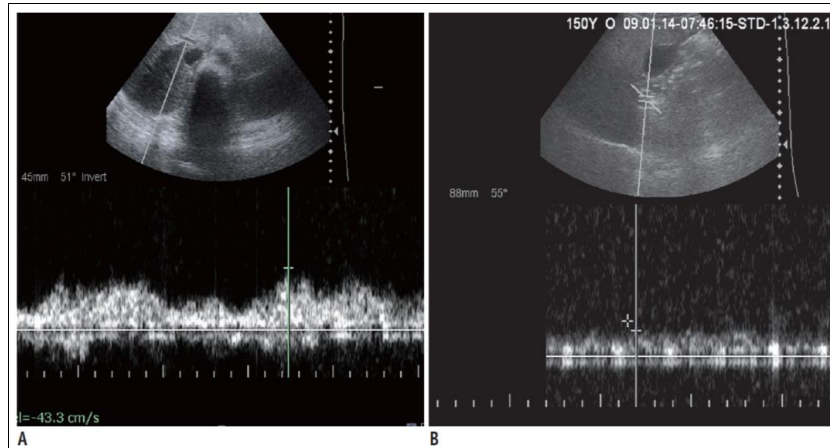 45mm 51° Invert
el=-43.3 cm/s
A
150Y O 09.01.14-07:46:15-STD-1.3.12.2.1
88mm 55°
B